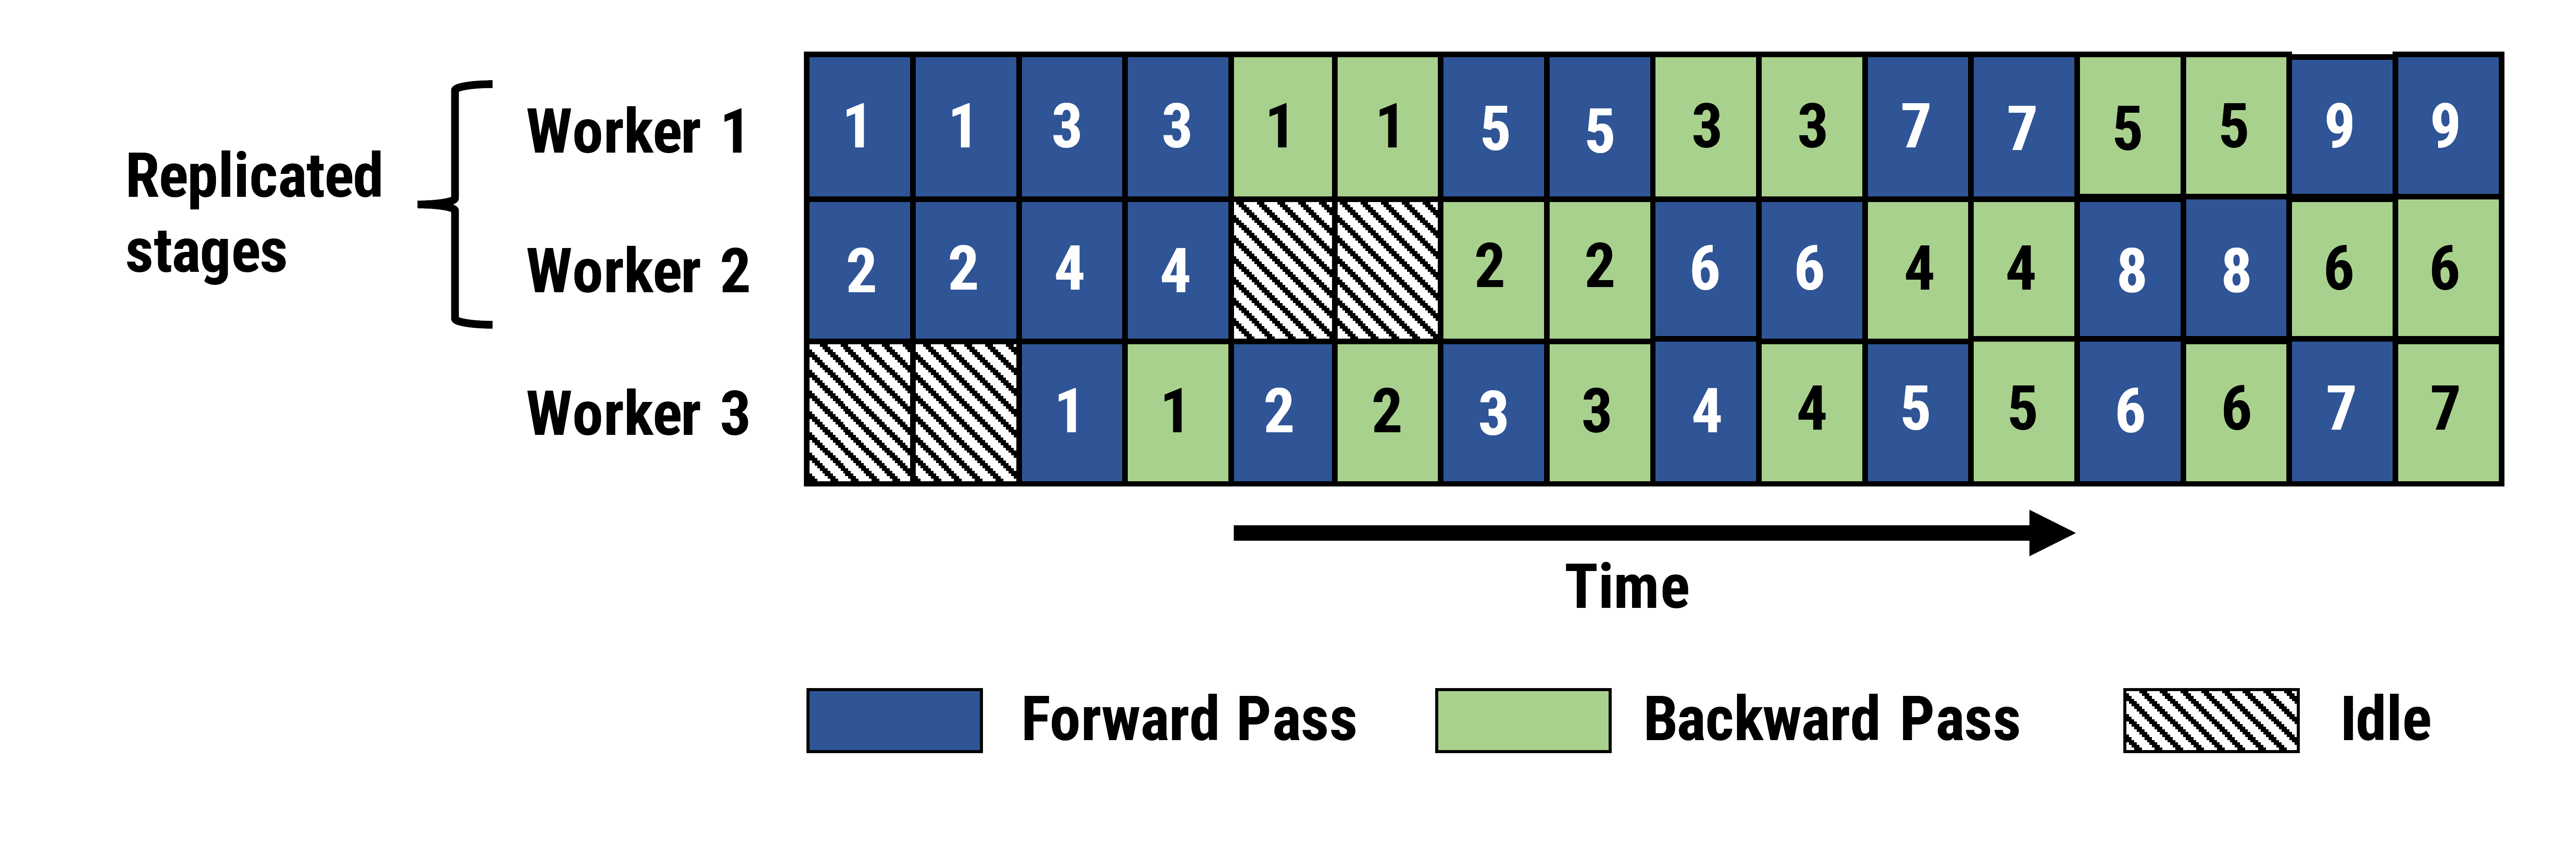 Replicated
stages
Worker 1
1 1 3 3 1 1 5 5 3 3 7 7 5 5 9 9
Worker 2
2 2 4 4 2 2 6 6 4 4 8 8 6 6
Worker 3
1 1 2 2 3 3 4 4 5 5 6 6 7 7
Time
Forward Pass
Backward Pass
Idle